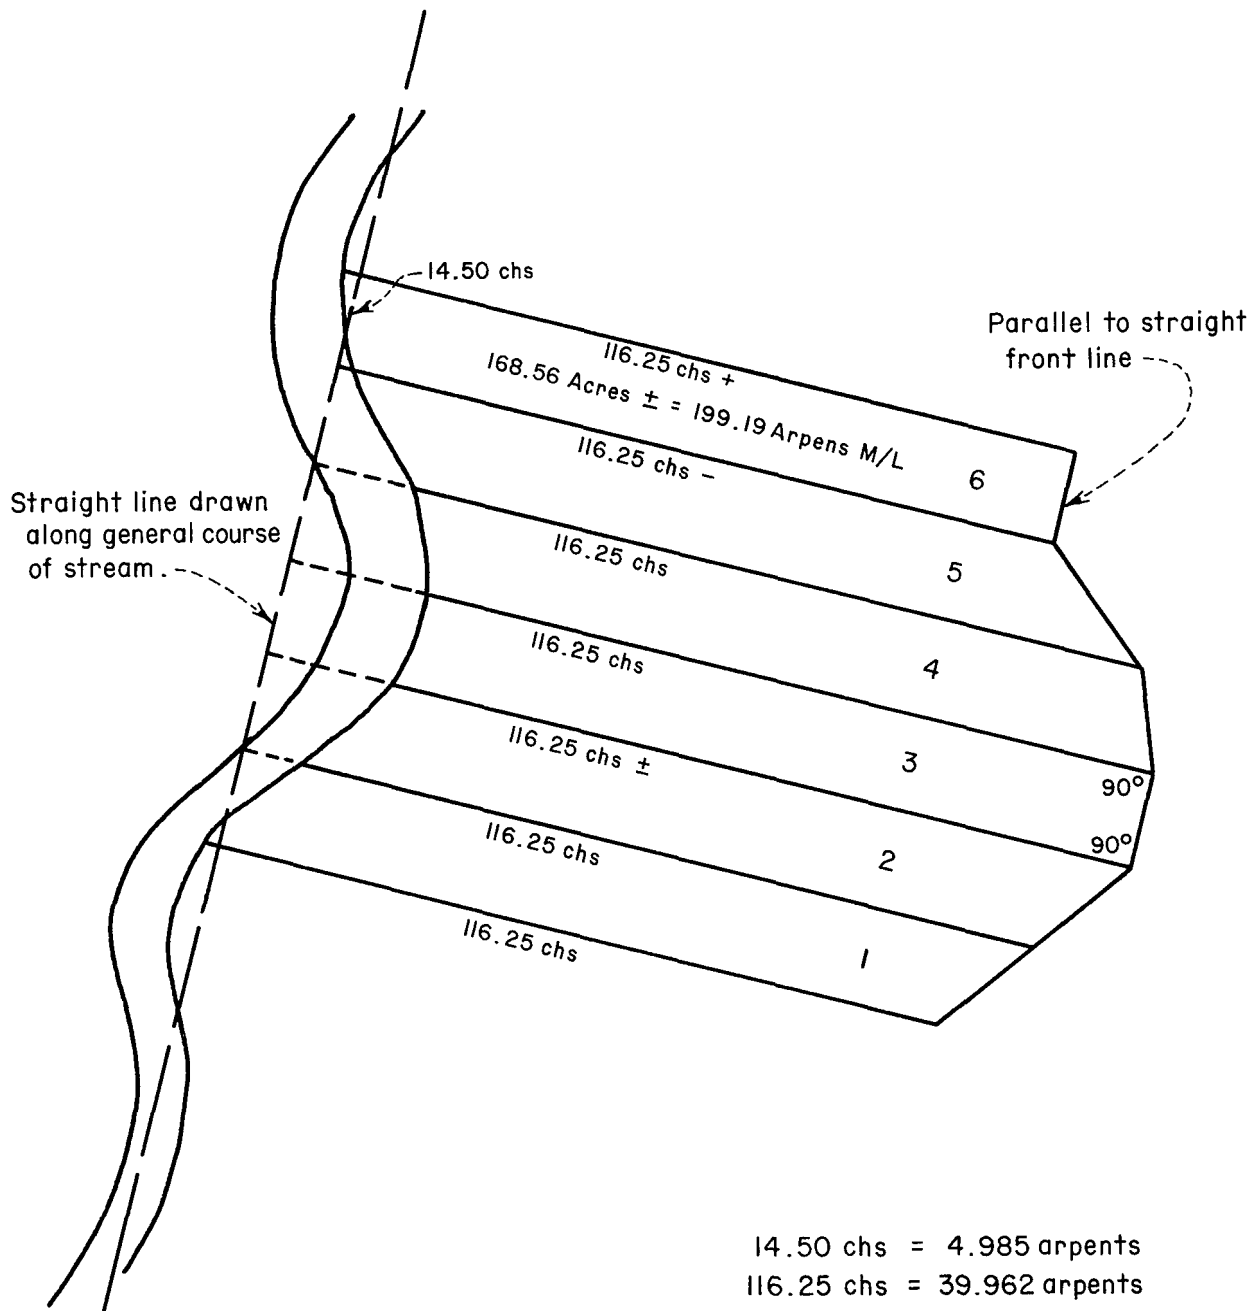 14.50 chs
Parallel to straight
front line
116.25 chs +
168.56 Acres ± = 199.19 Arpens M/L
6
116.25 chs -
Straight line drawn
along general course
of stream.
116.25 chs
5
116.25 chs
4
116.25 chs ±
3
90°
90°
116.25 chs
2
116.25 chs
1
14.50 chs = 4.985 arpents
116.25 chs = 39.962 arpents